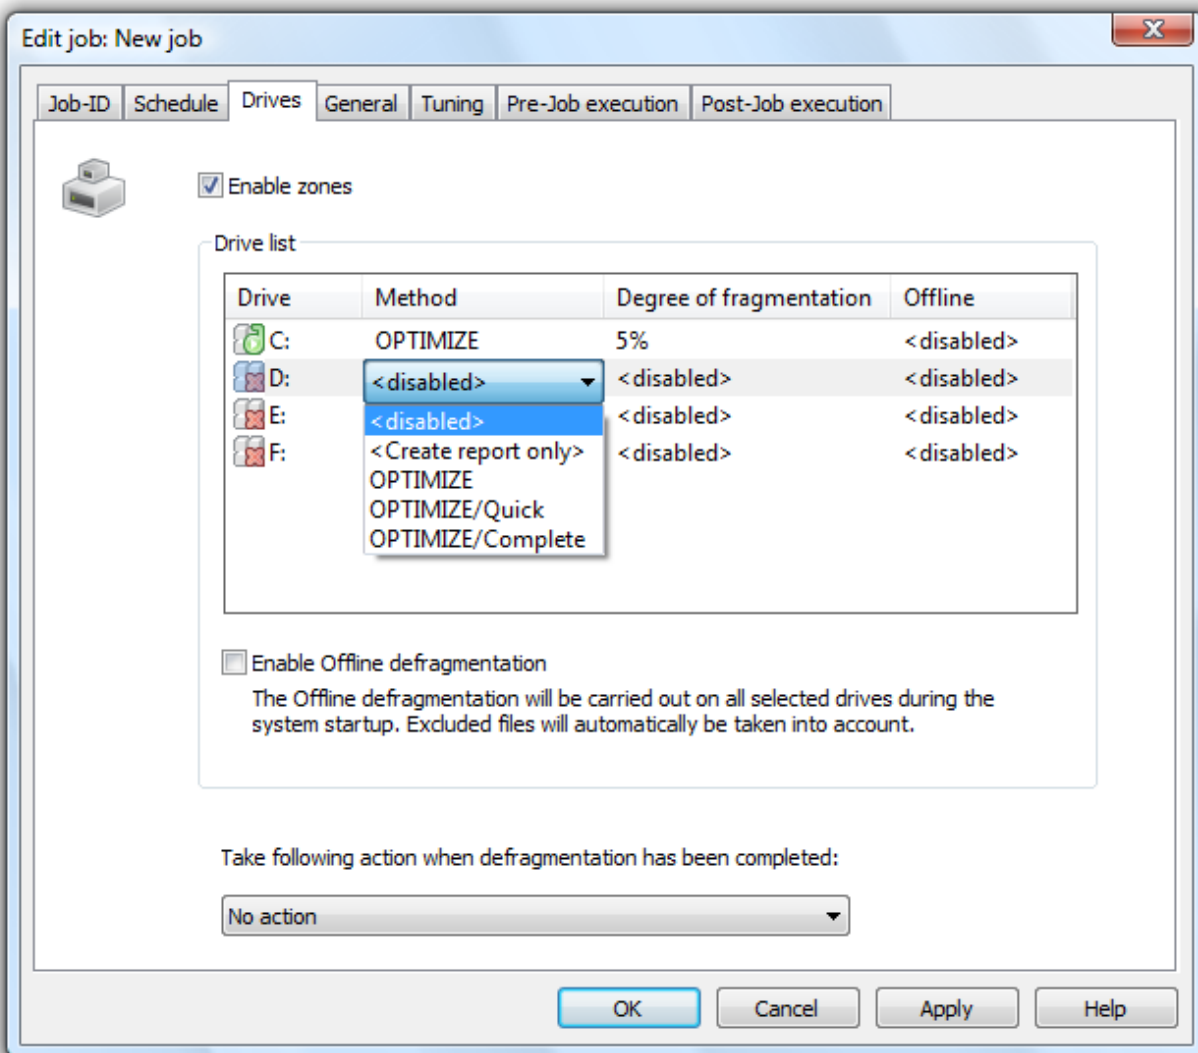 Edit job: New job
Job-ID Schedule Drives General Tuning Pre-Job execution Post-Job execution
Enable zones
Drive list
Drive Method Degree of fragmentation Offline
C: OPTIMIZE 5% <disabled>
D: <disabled> <disabled> <disabled>
E: <disabled> <disabled> <disabled>
F: <Create report only> <disabled> <disabled>
OPTIMIZE
OPTIMIZE/Quick
OPTIMIZE/Complete
Enable Offline defragmentation
The Offline defragmentation will be carried out on all selected drives during the
system startup. Excluded files will automatically be taken into account.
Take following action when defragmentation has been completed:
No action
OK Cancel Apply Help